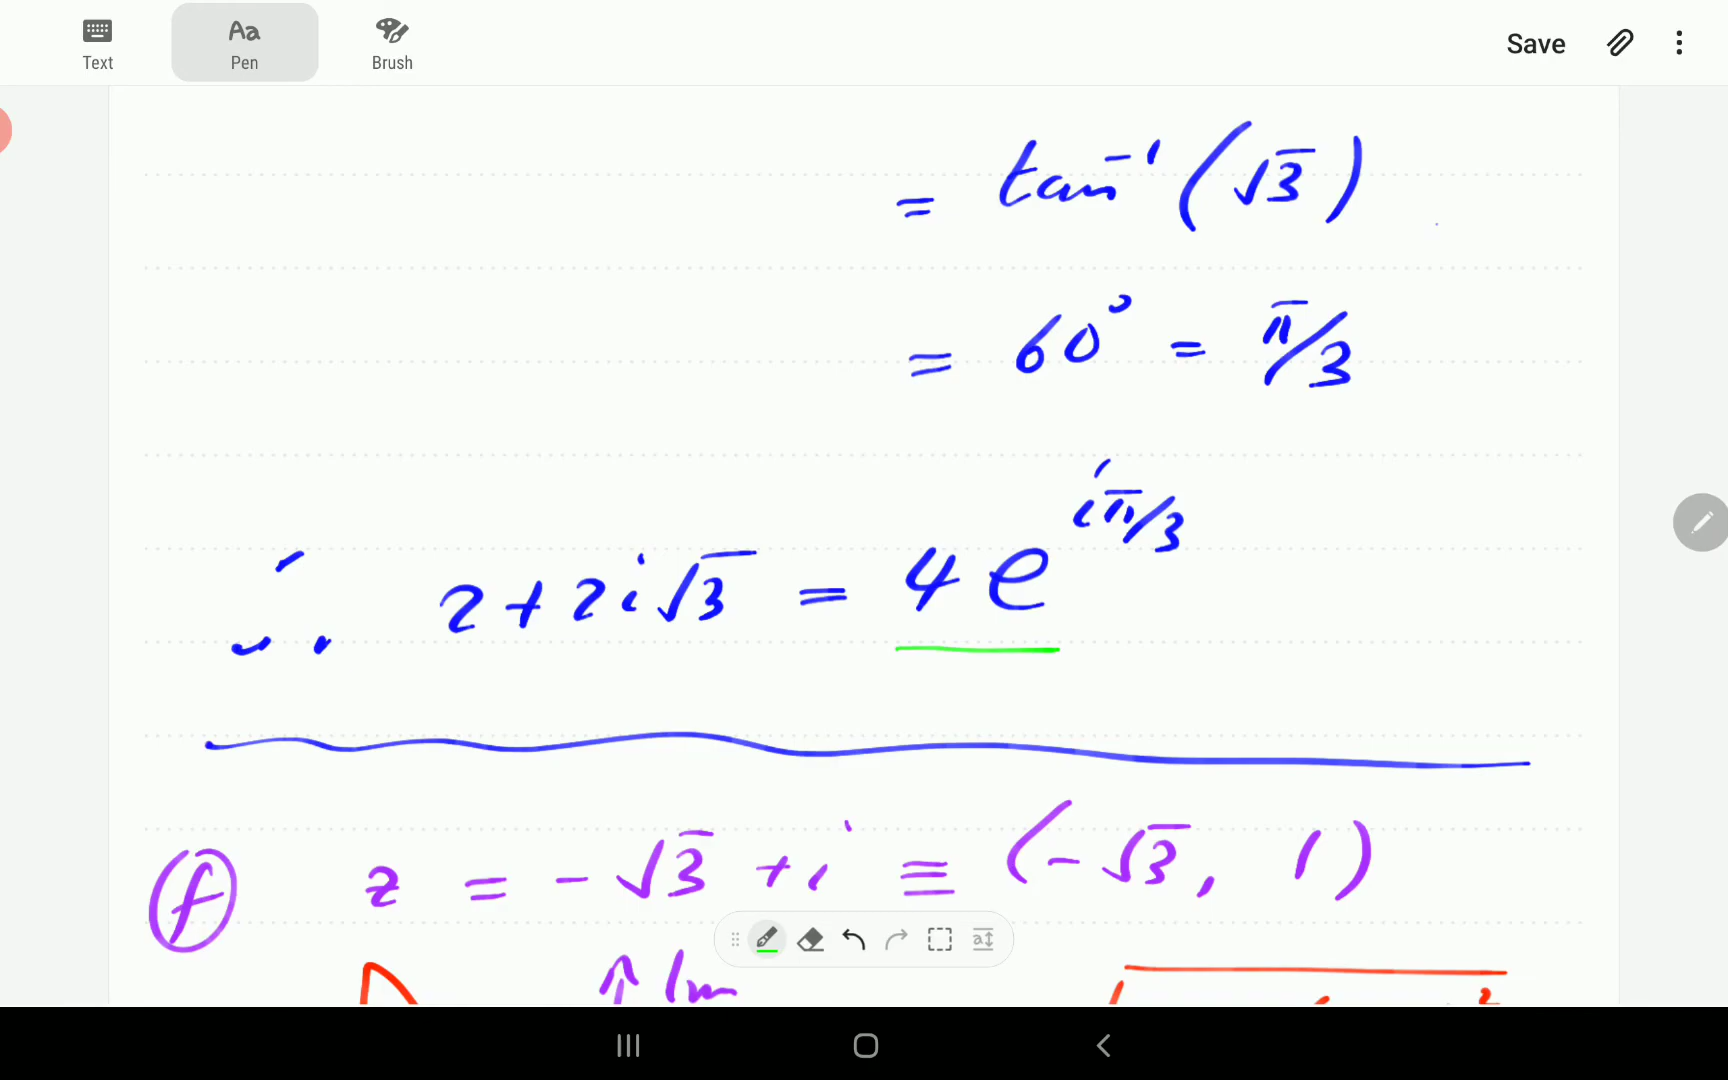 Text Pen Brush Save
= tan⁻¹(√3)
= 60° = π/3
∴ 2+2i√3 = 4e^{iπ/3}
(f) z = -√3 + i ≡ (-√3, 1)
Im